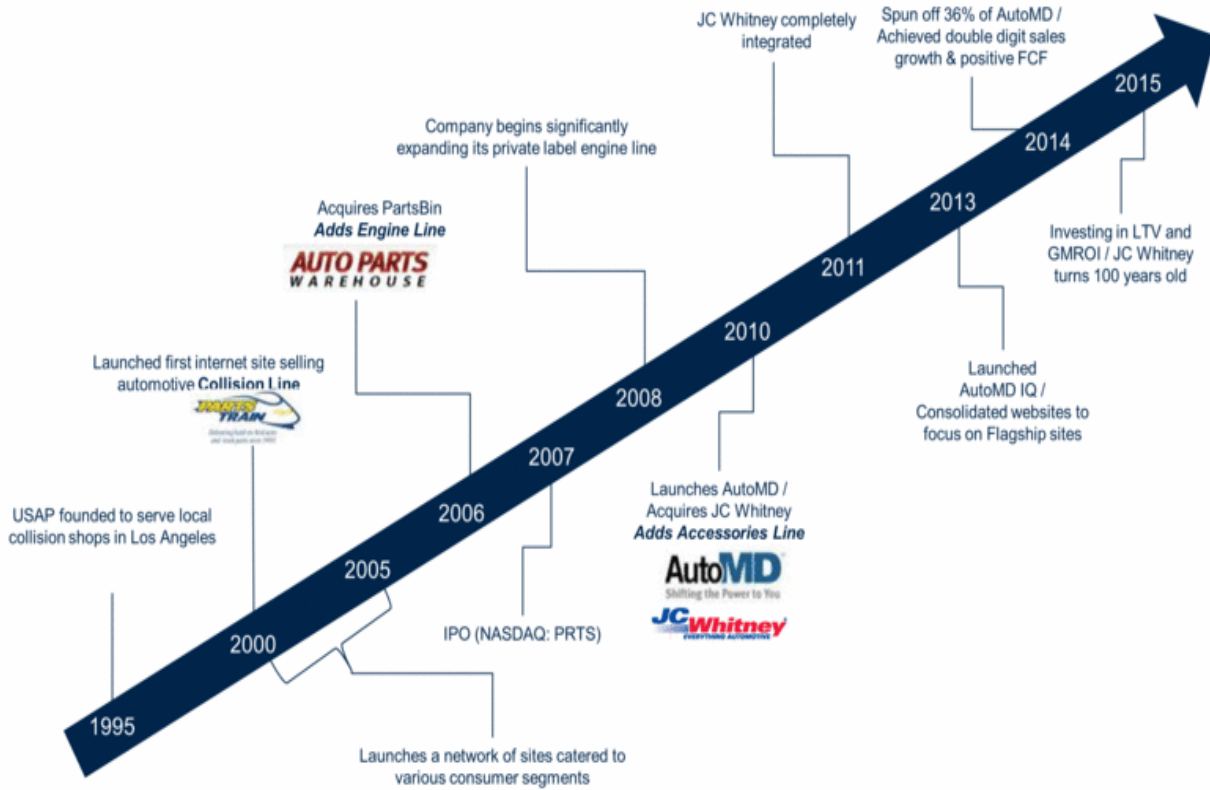 JC Whitney completely
integrated
Spun off 36% of AutoMD /
Achieved double digit sales
growth & positive FCF
2015
Company begins significantly
expanding its private label engine line
2014
Acquires PartsBin
Adds Engine Line
AUTO PARTS
WAREHOUSE
2013
Investing in LTV and
GMROI / JC Whitney
turns 100 years old
2011
2010
Launched first internet site selling
automotive Collision Line
PARTS
TRAIN
2008
Launched
AutoMD IQ /
Consolidated websites to
focus on Flagship sites
2007
2006
USAP founded to serve local
collision shops in Los Angeles
Launches AutoMD /
Acquires JC Whitney
Adds Accessories Line
AutoMD
Shifting the Power to You
JC Whitney
EVERYTHING AUTOMOTIVE
2005
IPO (NASDAQ: PRTS)
2000
1995
Launches a network of sites catered to
various consumer segments